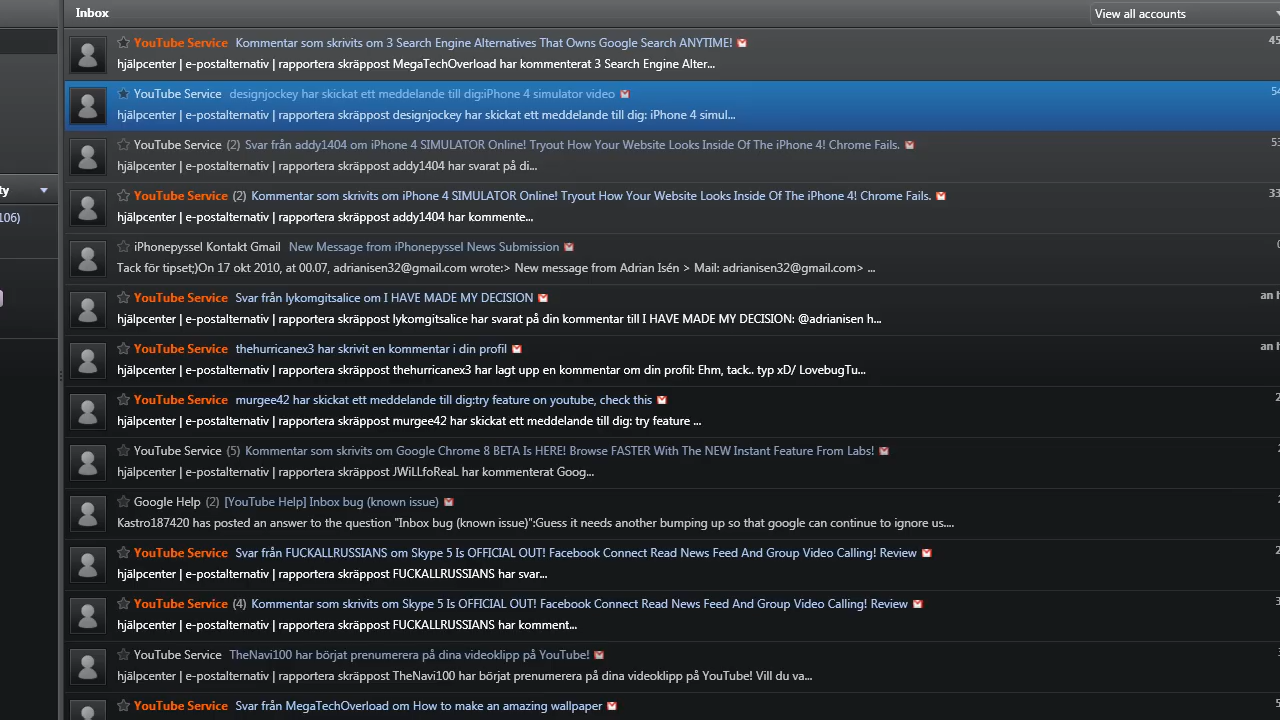 Inbox
View all accounts
YouTube Service Kommentar som skrivits om 3 Search Engine Alternatives That Owns Google Search ANYTIME!
45
hjälpcenter | e-postalternativ | rapportera skräppost MegaTechOverload har kommenterat 3 Search Engine Alter...
YouTube Service designjockey har skickat ett meddelande till dig:iPhone 4 simulator video
54
hjälpcenter | e-postalternativ | rapportera skräppost designjockey har skickat ett meddelande till dig: iPhone 4 simul...
YouTube Service (2) Svar från addy1404 om iPhone 4 SIMULATOR Online! Tryout How Your Website Looks Inside Of The iPhone 4! Chrome Fails.
53
hjälpcenter | e-postalternativ | rapportera skräppost addy1404 har svarat på di...
ty
YouTube Service (2) Kommentar som skrivits om iPhone 4 SIMULATOR Online! Tryout How Your Website Looks Inside Of The iPhone 4! Chrome Fails.
33
106)
hjälpcenter | e-postalternativ | rapportera skräppost addy1404 har kommente...
iPhonepyssel Kontakt Gmail New Message from iPhonepyssel News Submission
Tack för tipset;)On 17 okt 2010, at 00.07, adrianisen32@gmail.com wrote:> New message from Adrian Isén > Mail: adrianisen32@gmail.com> ...
YouTube Service Svar från lykomgitsalice om I HAVE MADE MY DECISION
an h
hjälpcenter | e-postalternativ | rapportera skräppost lykomgitsalice har svarat på din kommentar till I HAVE MADE MY DECISION: @adrianisen h...
YouTube Service thehurricanex3 har skrivit en kommentar i din profil
an h
hjälpcenter | e-postalternativ | rapportera skräppost thehurricanex3 har lagt upp en kommentar om din profil: Ehm, tack.. typ xD/ LovebugTu...
YouTube Service murgee42 har skickat ett meddelande till dig:try feature on youtube, check this
hjälpcenter | e-postalternativ | rapportera skräppost murgee42 har skickat ett meddelande till dig: try feature ...
YouTube Service (5) Kommentar som skrivits om Google Chrome 8 BETA Is HERE! Browse FASTER With The NEW Instant Feature From Labs!
hjälpcenter | e-postalternativ | rapportera skräppost JWiLLfoReaL har kommenterat Goog...
Google Help (2) [YouTube Help] Inbox bug (known issue)
Kastro187420 has posted an answer to the question "Inbox bug (known issue)":Guess it needs another bumping up so that google can continue to ignore us....
YouTube Service Svar från FUCKALLRUSSIANS om Skype 5 Is OFFICIAL OUT! Facebook Connect Read News Feed And Group Video Calling! Review
hjälpcenter | e-postalternativ | rapportera skräppost FUCKALLRUSSIANS har svar...
YouTube Service (4) Kommentar som skrivits om Skype 5 Is OFFICIAL OUT! Facebook Connect Read News Feed And Group Video Calling! Review
hjälpcenter | e-postalternativ | rapportera skräppost FUCKALLRUSSIANS har komment...
YouTube Service TheNavi100 har börjat prenumerera på dina videoklipp på YouTube!
hjälpcenter | e-postalternativ | rapportera skräppost TheNavi100 har börjat prenumerera på dina videoklipp på YouTube! Vill du va...
YouTube Service Svar från MegaTechOverload om How to make an amazing wallpaper